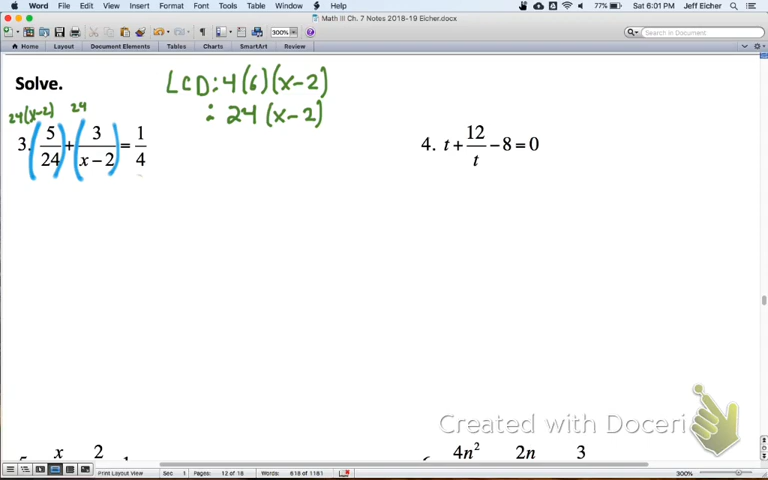 Word File Edit View Insert Format Font Tools Table Window Help 77% Sat 6:01 PM Jeff Eicher
Math III Ch. 7 Notes 2018-19 Eicher.docx
300% Search in Document
Home Layout Document Elements Tables Charts SmartArt Review
Solve.
LCD: 4(6)(x-2)
: 24(x-2)
24(x-2) 24
3. (5/24) + (3/(x-2)) = 1/4
4. t + 12/t - 8 = 0
Created with Doceri
x 2 1
4n² 2n 3
Print Layout View Sec 1 Pages: 12 of 18 Words: 618 of 1181 300%